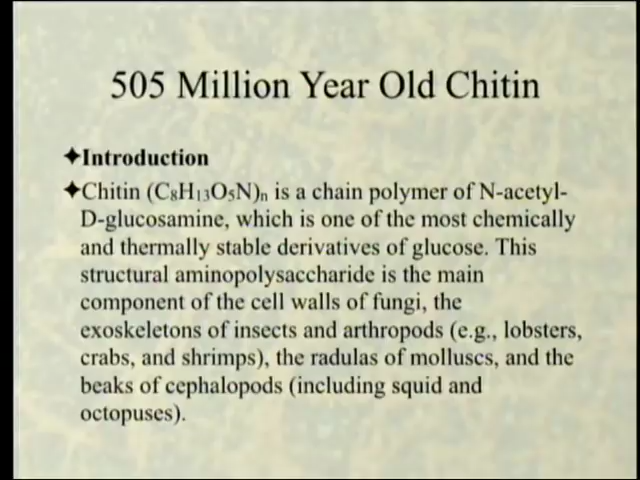 505 Million Year Old Chitin
✦Introduction
✦Chitin (C₈H₁₃O₅N)ₙ is a chain polymer of N-acetyl-
D-glucosamine, which is one of the most chemically
and thermally stable derivatives of glucose. This
structural aminopolysaccharide is the main
component of the cell walls of fungi, the
exoskeletons of insects and arthropods (e.g., lobsters,
crabs, and shrimps), the radulas of molluscs, and the
beaks of cephalopods (including squid and
octopuses).